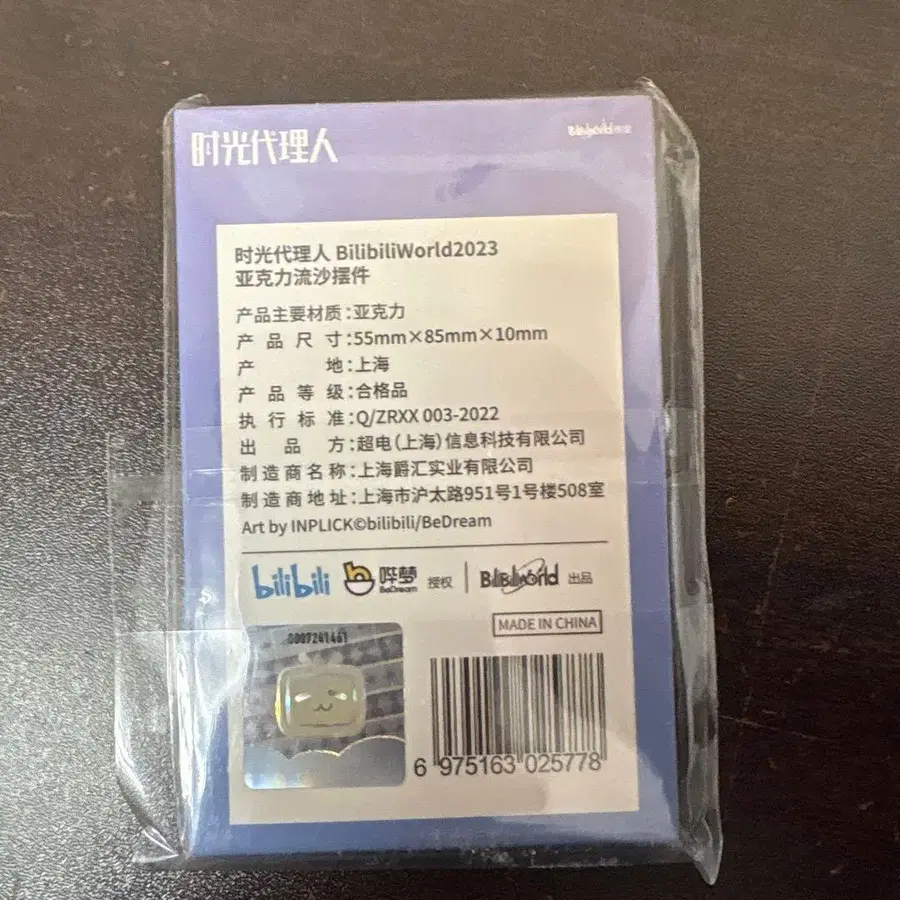 时光代理人
时光代理人 BilibiliWorld2023
亚克力流沙摆件
产品主要材质：亚克力
产品尺寸：55mm×85mm×10mm
产地：上海
产品等级：合格品
执行标准：Q/ZRXX 003-2022
出品方：超电（上海）信息科技有限公司
制造商名称：上海爵汇实业有限公司
制造商地址：上海市沪太路951号1号楼508室
Art by INPLICK©bilibili/BeDream
bilibili 哔梦 BeDream 授权 | BilibiliWorld 出品
MADE IN CHINA
0007241461
6 975163 025778